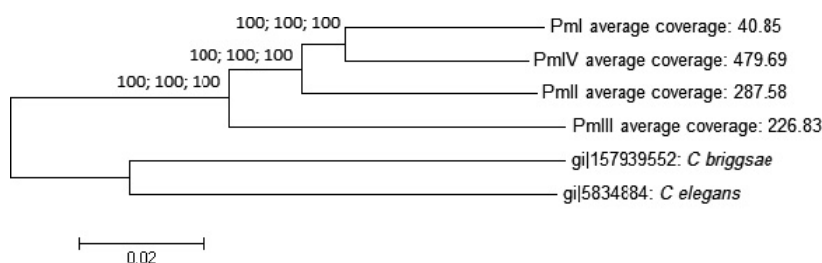 100; 100; 100
PmI average coverage: 40.85
100; 100; 100
PmIV average coverage: 479.69
100; 100; 100
PmII average coverage: 287.58
PmIII average coverage: 226.83
gi|157939552: C briggsae
gi|5834884: C elegans
0.02